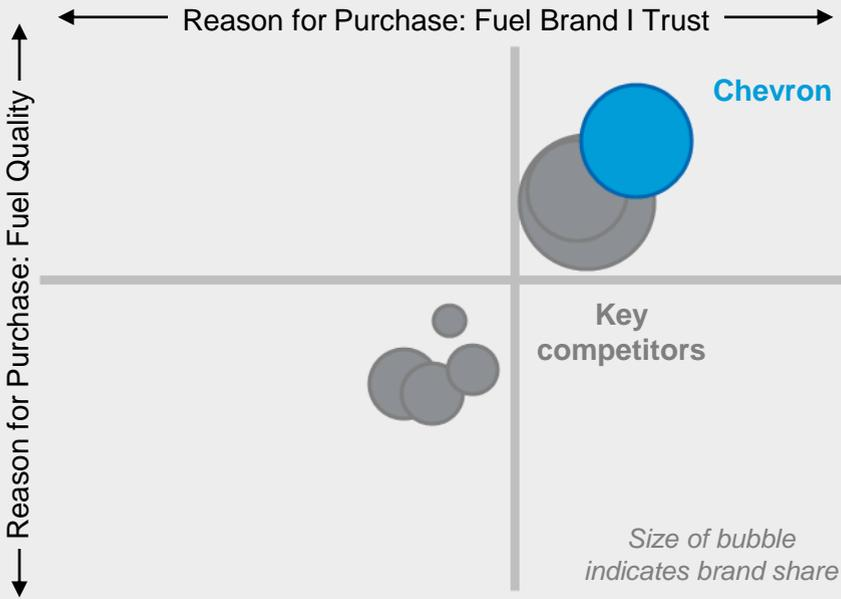 Reason for Purchase: Fuel Brand I Trust
Reason for Purchase: Fuel Quality
Chevron
Key
competitors
Size of bubble
indicates brand share